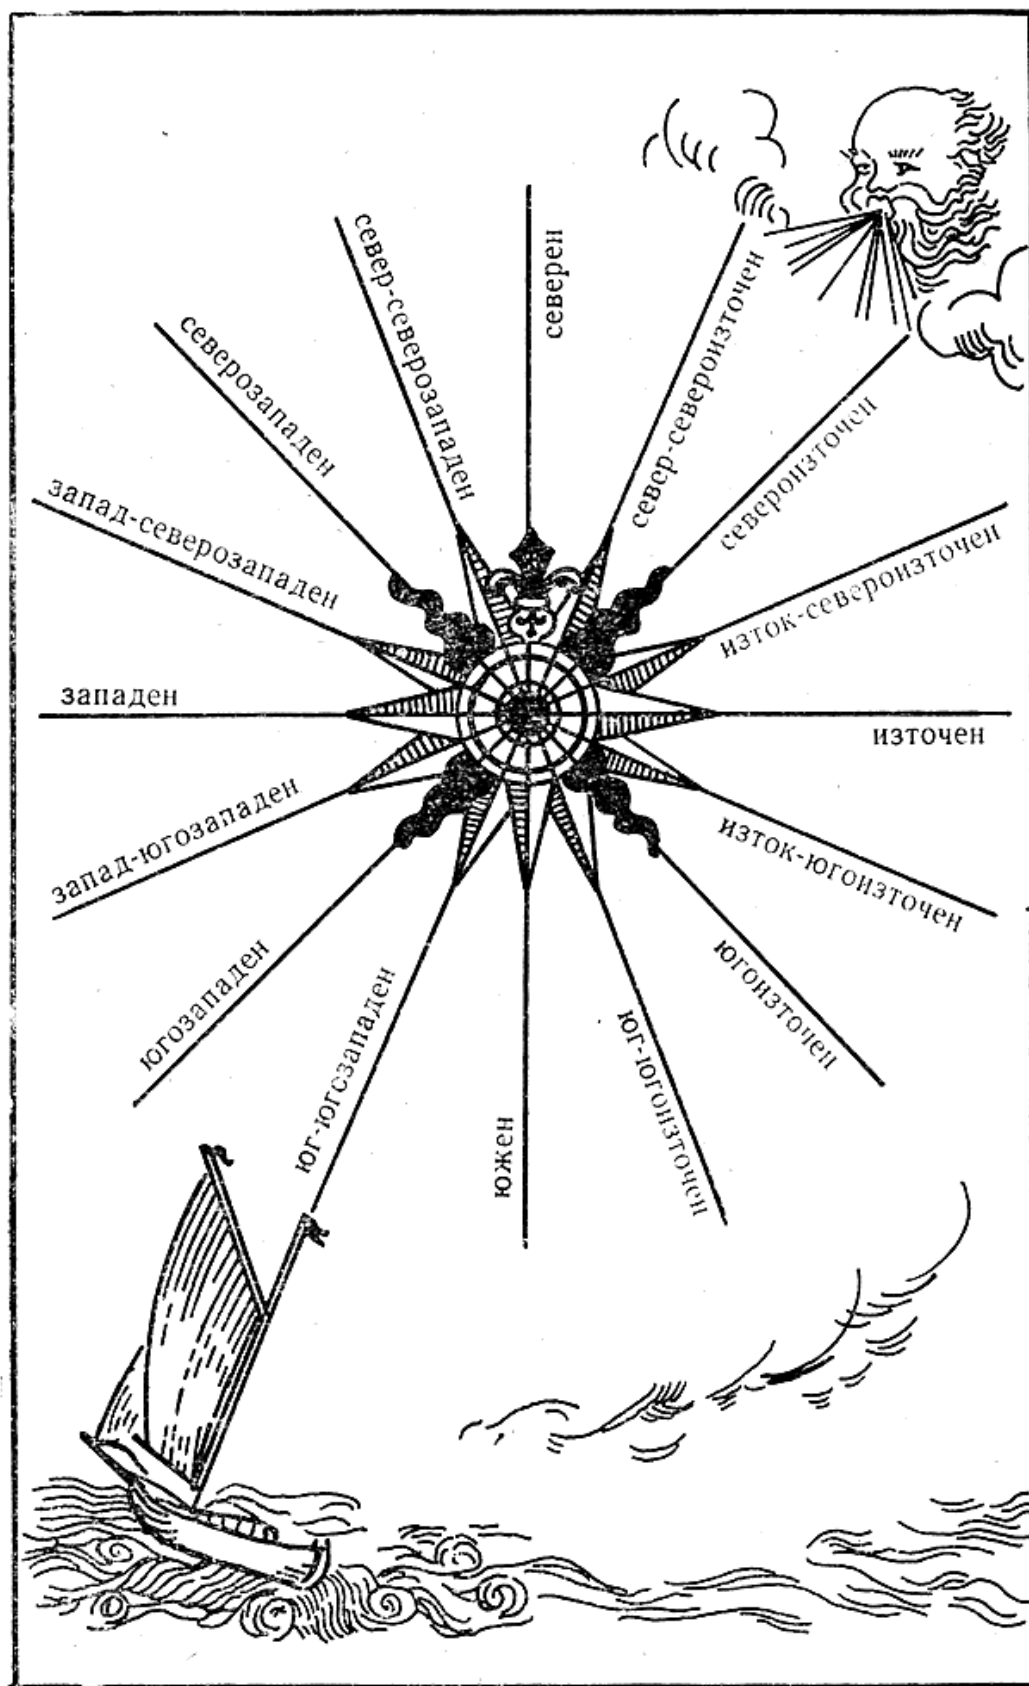 северен
север-североизточен
североизточен
изток-североизточен
източен
изток-югоизточен
югоизточен
юг-югоизточен
южен
юг-югозападен
югозападен
запад-югозападен
западен
запад-северозападен
северозападен
север-северозападен